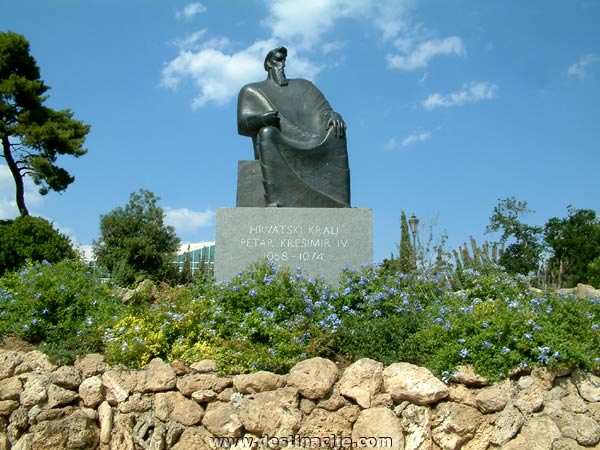 HRVATSKI KRALJ
PETAR KREŠIMIR IV
1058-1074
www.destinacije.com